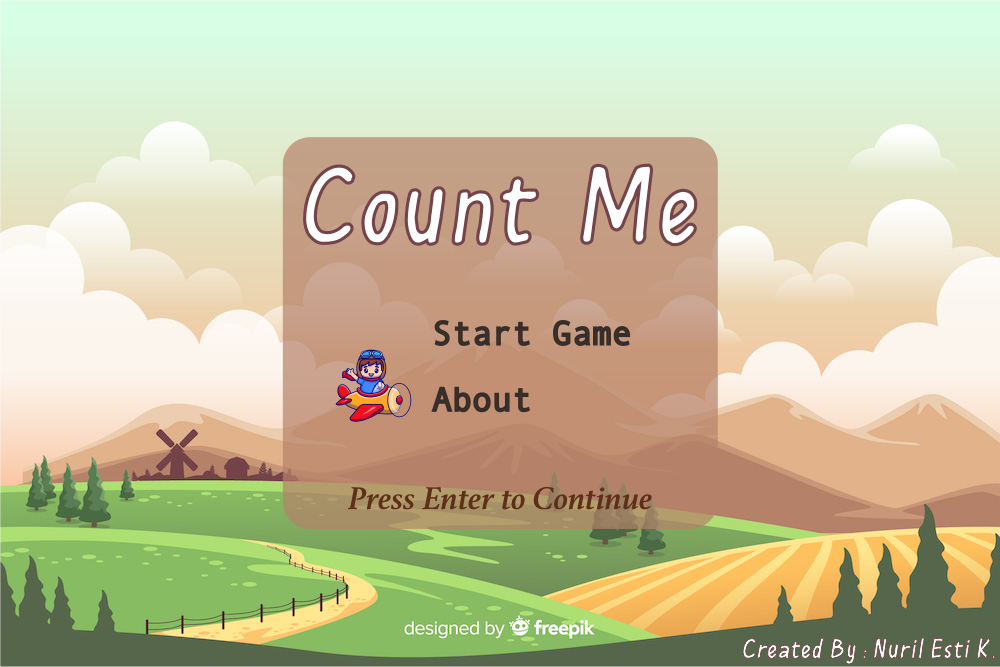 Count Me
Start Game
About
Press Enter to Continue
designed by freepik
Created By : Nuril Esti K.